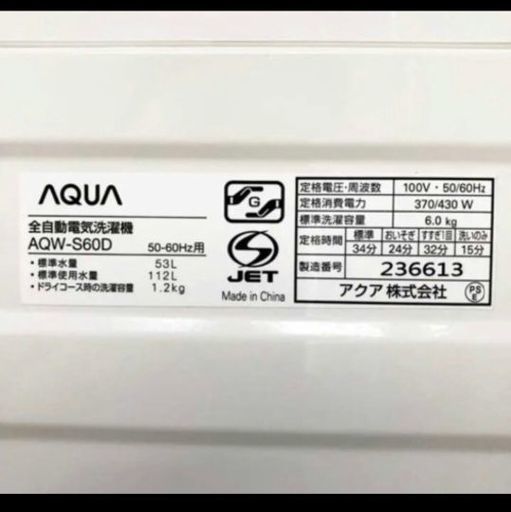 AQUA
全自動電気洗濯機
AQW-S60D 50-60Hz用
・標準水量 53L
・標準使用水量 112L
・ドライコース時の洗濯容量 1.2kg
G
S
JET
Made in China
定格電圧・周波数 100V・50/60Hz
定格消費電力 370/430 W
標準洗濯容量 6.0 kg
定格時間 標準 おいそぎ すすぎ1回 洗いのみ
34分 24分 32分 15分
製造番号 236613
アクア 株式会社
PS
E